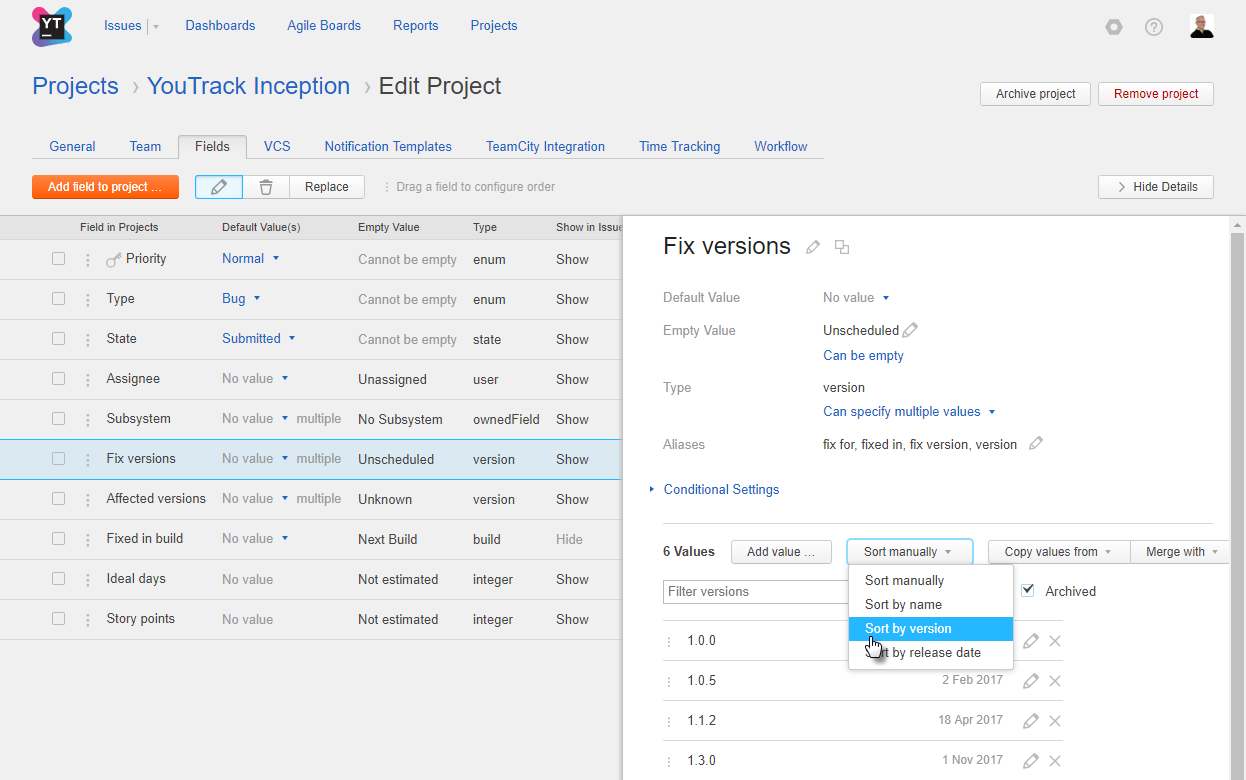 YT
Issues Dashboards Agile Boards Reports Projects
Projects › YouTrack Inception › Edit Project
Archive project Remove project
General Team Fields VCS Notification Templates TeamCity Integration Time Tracking Workflow
Add field to project ... Replace Drag a field to configure order Hide Details
Field in Projects Default Value(s) Empty Value Type Show in Issue
Priority Normal Cannot be empty enum Show
Type Bug Cannot be empty enum Show
State Submitted Cannot be empty state Show
Assignee No value Unassigned user Show
Subsystem No value multiple No Subsystem ownedField Show
Fix versions No value multiple Unscheduled version Show
Affected versions No value multiple Unknown version Show
Fixed in build No value Next Build build Hide
Ideal days No value Not estimated integer Show
Story points No value Not estimated integer Show
Fix versions
Default Value No value
Empty Value Unscheduled
Can be empty
Type version
Can specify multiple values
Aliases fix for, fixed in, fix version, version
Conditional Settings
6 Values Add value ... Sort manually Copy values from Merge with
Filter versions Archived
Sort manually
Sort by name
Sort by version
Sort by release date
1.0.0
1.0.5 2 Feb 2017
1.1.2 18 Apr 2017
1.3.0 1 Nov 2017